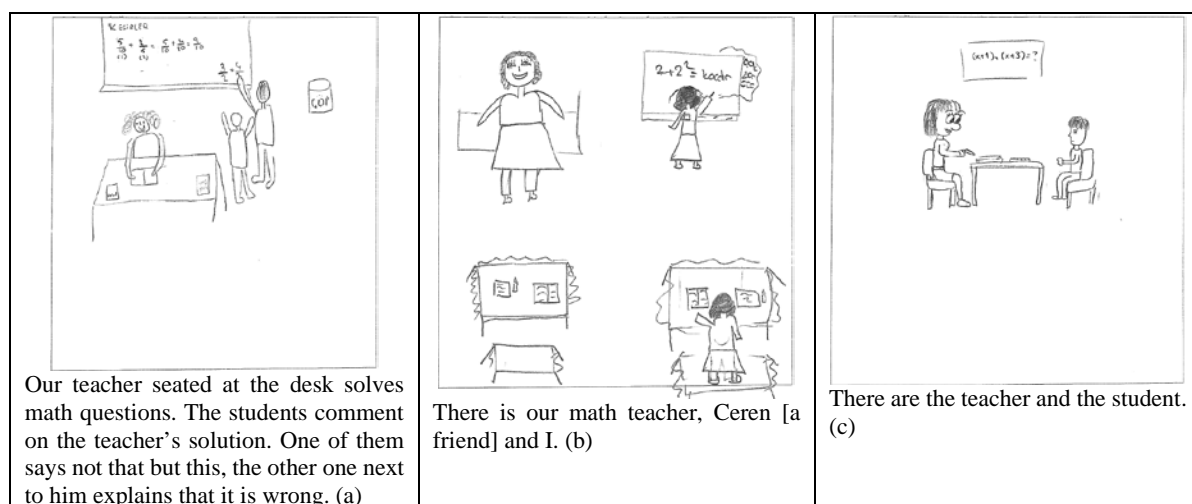 KESİRLER
ÇÖP
Our teacher seated at the desk solves
math questions. The students comment
on the teacher's solution. One of them
says not that but this, the other one next
to him explains that it is wrong. (a)
2+2²=
There is our math teacher, Ceren [a
friend] and I. (b)
(x+1).(x+3)=?
There are the teacher and the student.
(c)